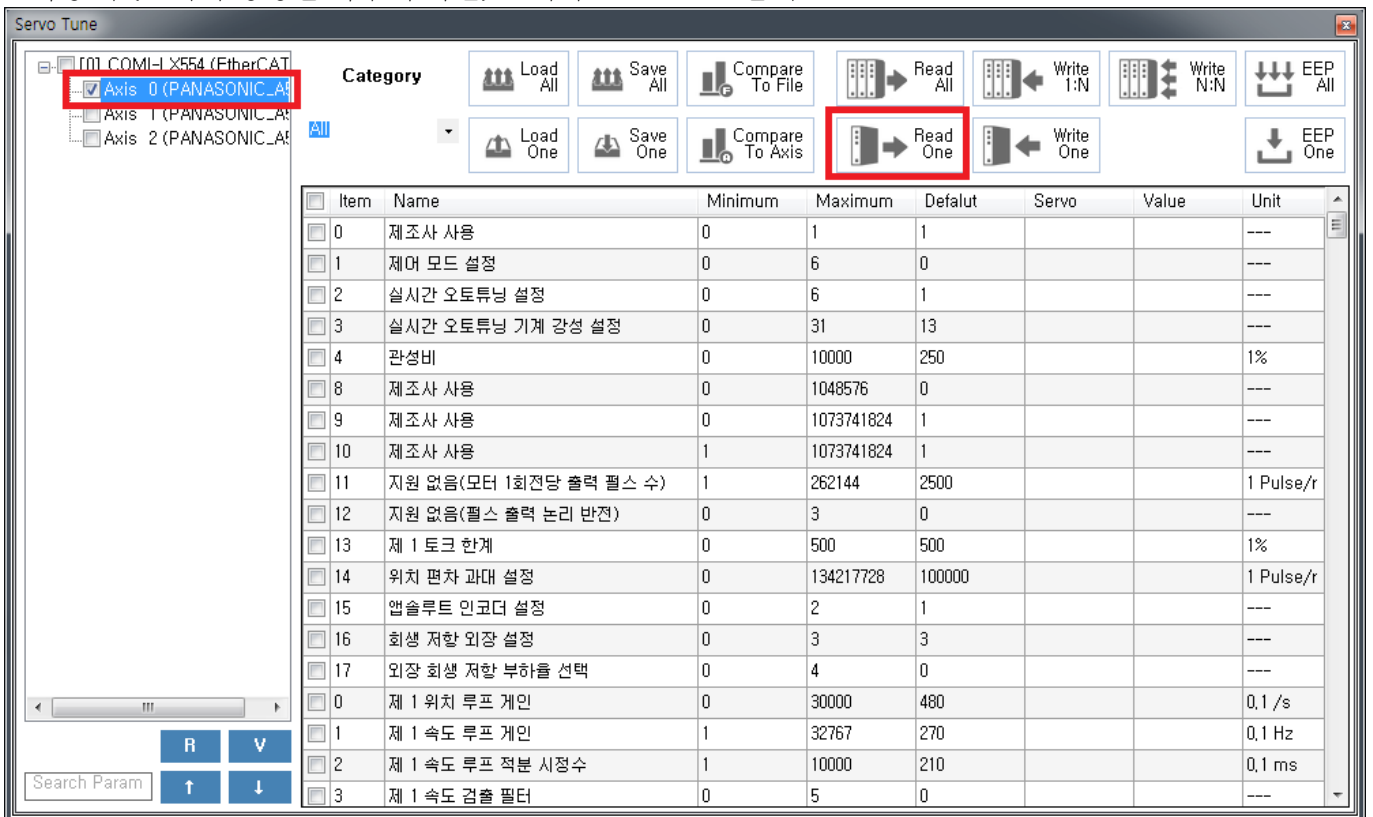 Servo Tune
[0] COMI-LX554 (EtherCAT
Axis 0 (PANASONIC_A5
Axis 1 (PANASONIC_A5
Axis 2 (PANASONIC_A5
Category
All
Load All
Save All
Compare To File
Read All
Write 1:N
Write N:N
EEP All
Load One
Save One
Compare To Axis
Read One
Write One
EEP One
Item Name Minimum Maximum Defalut Servo Value Unit
0 제조사 사용 0 1 1 ---
1 제어 모드 설정 0 6 0 ---
2 실시간 오토튜닝 설정 0 6 1 ---
3 실시간 오토튜닝 기계 강성 설정 0 31 13 ---
4 관성비 0 10000 250 1%
8 제조사 사용 0 1048576 0 ---
9 제조사 사용 0 1073741824 1 ---
10 제조사 사용 1 1073741824 1 ---
11 지원 없음(모터 1회전당 출력 펄스 수) 1 262144 2500 1 Pulse/r
12 지원 없음(펄스 출력 논리 반전) 0 3 0 ---
13 제 1 토크 한계 0 500 500 1%
14 위치 편차 과대 설정 0 134217728 100000 1 Pulse/r
15 앱솔루트 인코더 설정 0 2 1 ---
16 회생 저항 외장 설정 0 3 3 ---
17 외장 회생 저항 부하율 선택 0 4 0 ---
0 제 1 위치 루프 게인 0 30000 480 0.1 /s
1 제 1 속도 루프 게인 1 32767 270 0.1 Hz
2 제 1 속도 루프 적분 시정수 1 10000 210 0.1 ms
3 제 1 속도 검출 필터 0 5 0 ---
R V
Search Param ↑ ↓